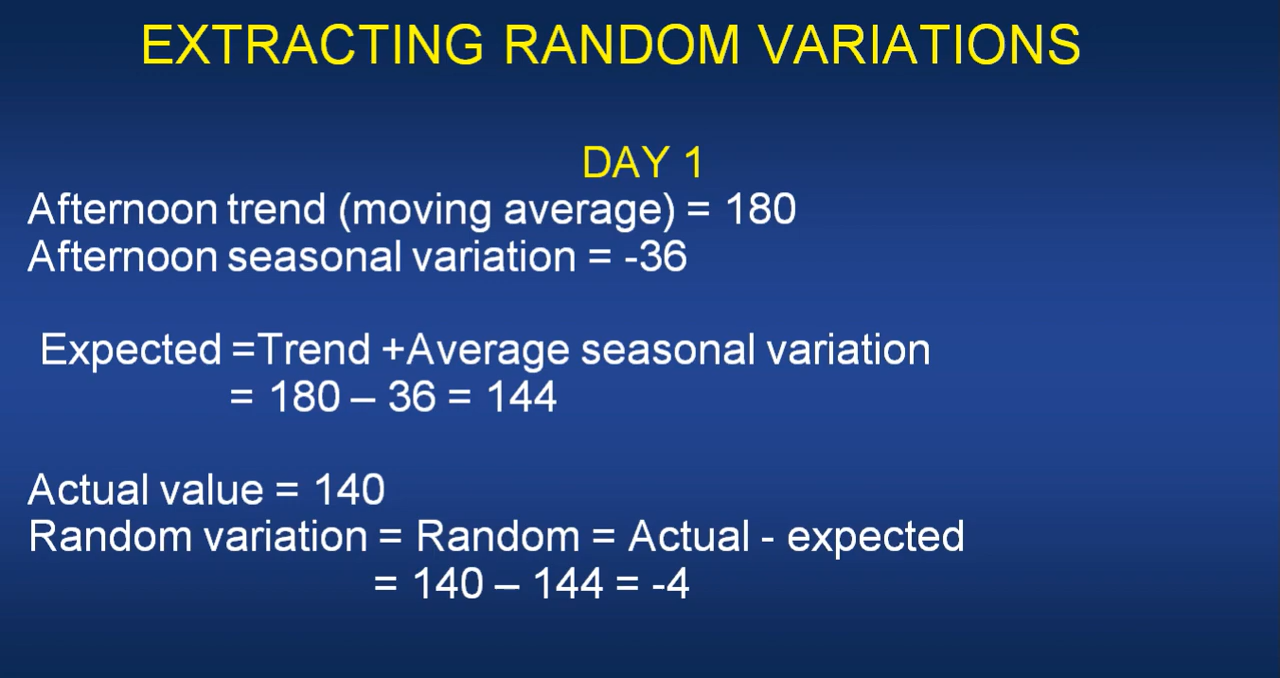 EXTRACTING RANDOM VARIATIONS
DAY 1
Afternoon trend (moving average) = 180
Afternoon seasonal variation = -36
Expected =Trend +Average seasonal variation
= 180 – 36 = 144
Actual value = 140
Random variation = Random = Actual - expected
= 140 – 144 = -4